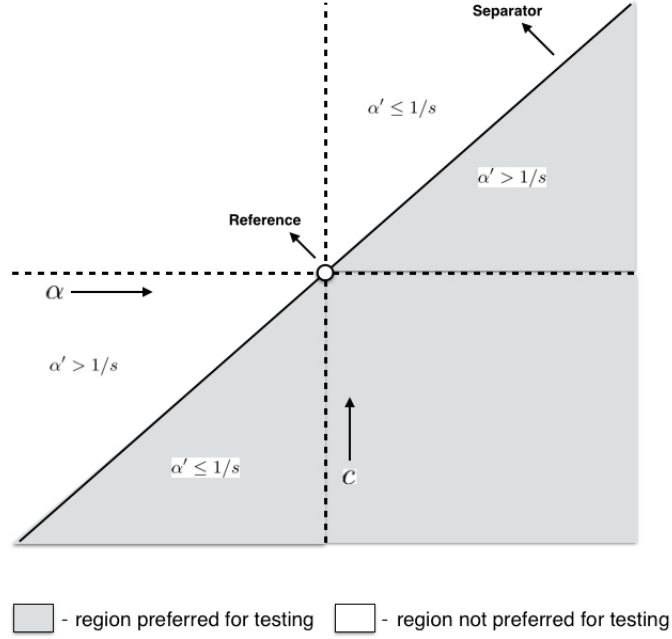 Separator
α′ ≤ 1/s
α′ > 1/s
Reference
α
α′ > 1/s
α′ ≤ 1/s
c
- region preferred for testing
- region not preferred for testing